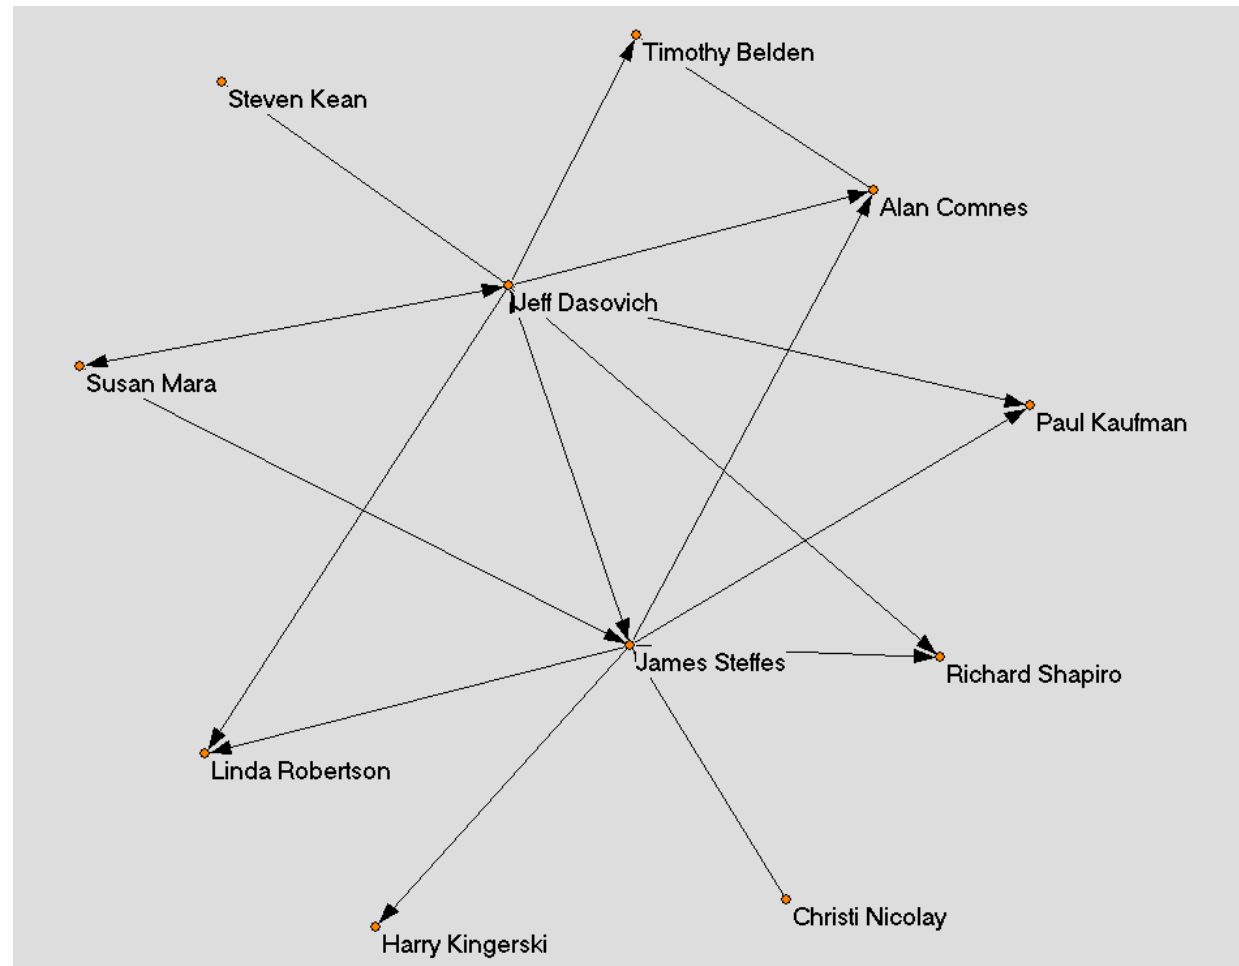 Timothy Belden
Steven Kean
Alan Comnes
Jeff Dasovich
Susan Mara
Paul Kaufman
James Steffes
Richard Shapiro
Linda Robertson
Christi Nicolay
Harry Kingerski